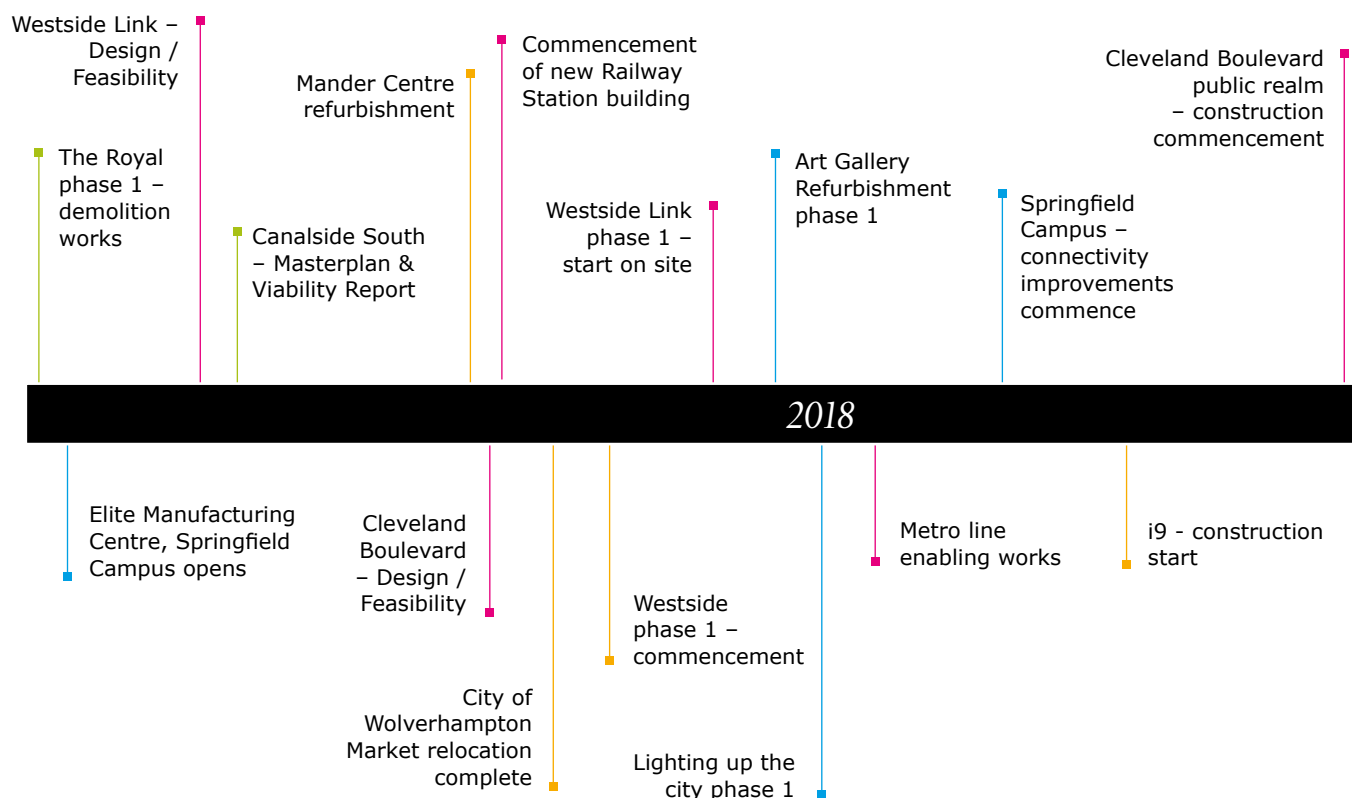 Westside Link –
Design /
Feasibility
The Royal
phase 1 –
demolition
works
Canalside South
– Masterplan &
Viability Report
Mander Centre
refurbishment
Commencement
of new Railway
Station building
Westside Link
phase 1 –
start on site
Art Gallery
Refurbishment
phase 1
Springfield
Campus –
connectivity
improvements
commence
Cleveland Boulevard
public realm
– construction
commencement
2018
Elite Manufacturing
Centre, Springfield
Campus opens
Cleveland
Boulevard
– Design /
Feasibility
City of
Wolverhampton
Market relocation
complete
Westside
phase 1 –
commencement
Lighting up the
city phase 1
Metro line
enabling works
i9 - construction
start